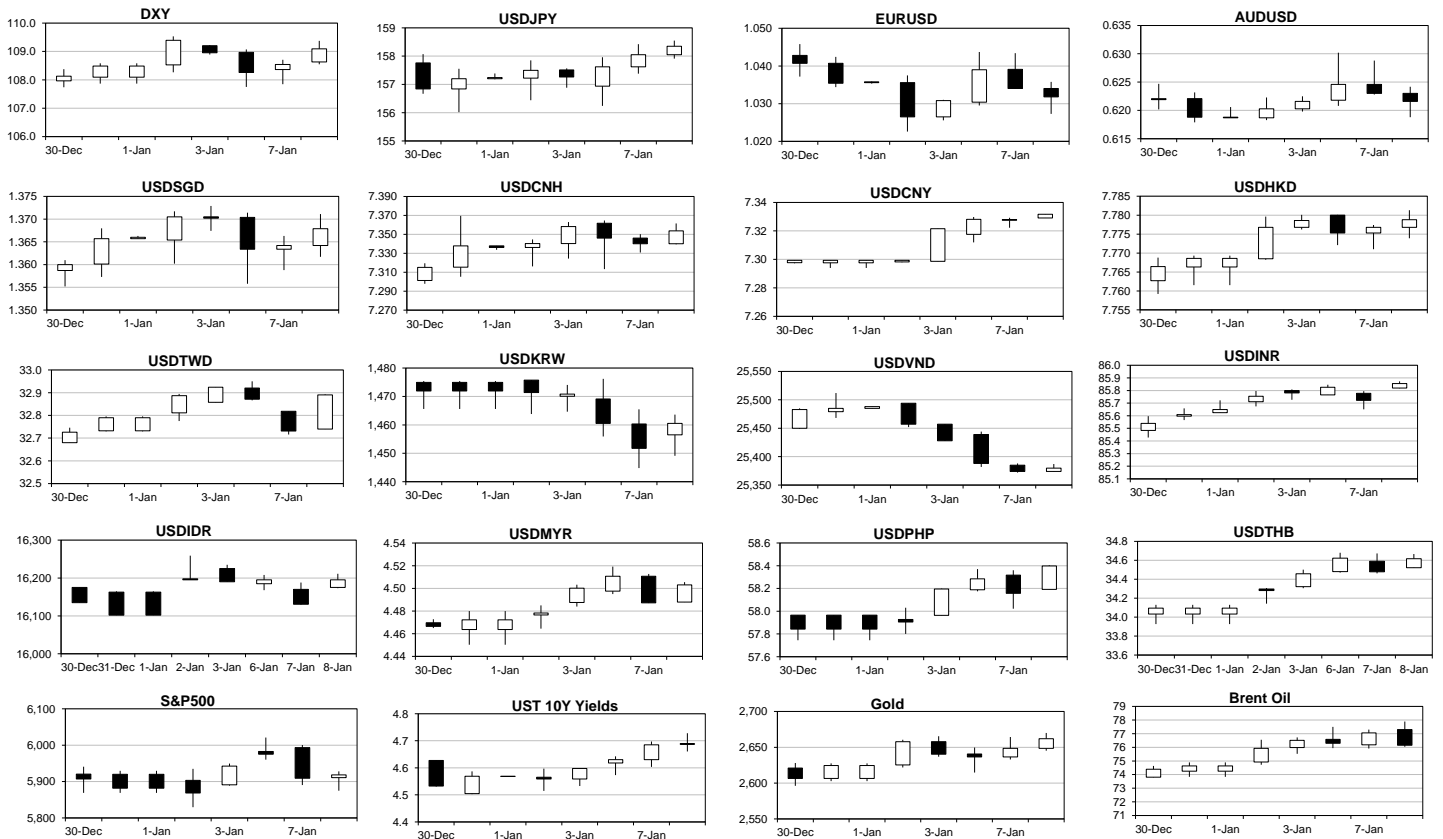 DXY
110.0
109.0
108.0
107.0
106.0
30-Dec 1-Jan 3-Jan 7-Jan
USDJPY
159
158
157
156
155
30-Dec 1-Jan 3-Jan 7-Jan
EURUSD
1.050
1.040
1.030
1.020
30-Dec 1-Jan 3-Jan 7-Jan
AUDUSD
0.635
0.630
0.625
0.620
0.615
30-Dec 1-Jan 3-Jan 7-Jan
USDSGD
1.375
1.370
1.365
1.360
1.355
1.350
30-Dec 1-Jan 3-Jan 7-Jan
USDCNH
7.390
7.370
7.350
7.330
7.310
7.290
7.270
30-Dec 1-Jan 3-Jan 7-Jan
USDCNY
7.34
7.32
7.30
7.28
7.26
30-Dec 1-Jan 3-Jan 7-Jan
USDHKD
7.785
7.780
7.775
7.770
7.765
7.760
7.755
30-Dec 1-Jan 3-Jan 7-Jan
USDTWD
33.0
32.9
32.8
32.7
32.6
32.5
30-Dec 1-Jan 3-Jan 7-Jan
USDKRW
1,480
1,470
1,460
1,450
1,440
30-Dec 1-Jan 3-Jan 7-Jan
USDVND
25,550
25,500
25,450
25,400
25,350
30-Dec 1-Jan 3-Jan 7-Jan
USDINR
86.0
85.9
85.8
85.7
85.6
85.5
85.4
85.3
85.2
85.1
30-Dec 1-Jan 3-Jan 7-Jan
USDIDR
16,300
16,200
16,100
16,000
30-Dec 31-Dec 1-Jan 2-Jan 3-Jan 6-Jan 7-Jan 8-Jan
USDMYR
4.54
4.52
4.50
4.48
4.46
4.44
30-Dec 1-Jan 3-Jan 7-Jan
USDPHP
58.6
58.4
58.2
58.0
57.8
57.6
30-Dec 1-Jan 3-Jan 7-Jan
USDTHB
34.8
34.6
34.4
34.2
34.0
33.8
33.6
30-Dec 31-Dec 1-Jan 2-Jan 3-Jan 6-Jan 7-Jan 8-Jan
S&P500
6,100
6,000
5,900
5,800
30-Dec 1-Jan 3-Jan 7-Jan
UST 10Y Yields
4.8
4.7
4.6
4.5
4.4
30-Dec 1-Jan 3-Jan 7-Jan
Gold
2,700
2,650
2,600
2,550
30-Dec 1-Jan 3-Jan 7-Jan
Brent Oil
79
78
77
76
75
74
73
72
71
30-Dec 1-Jan 3-Jan 7-Jan